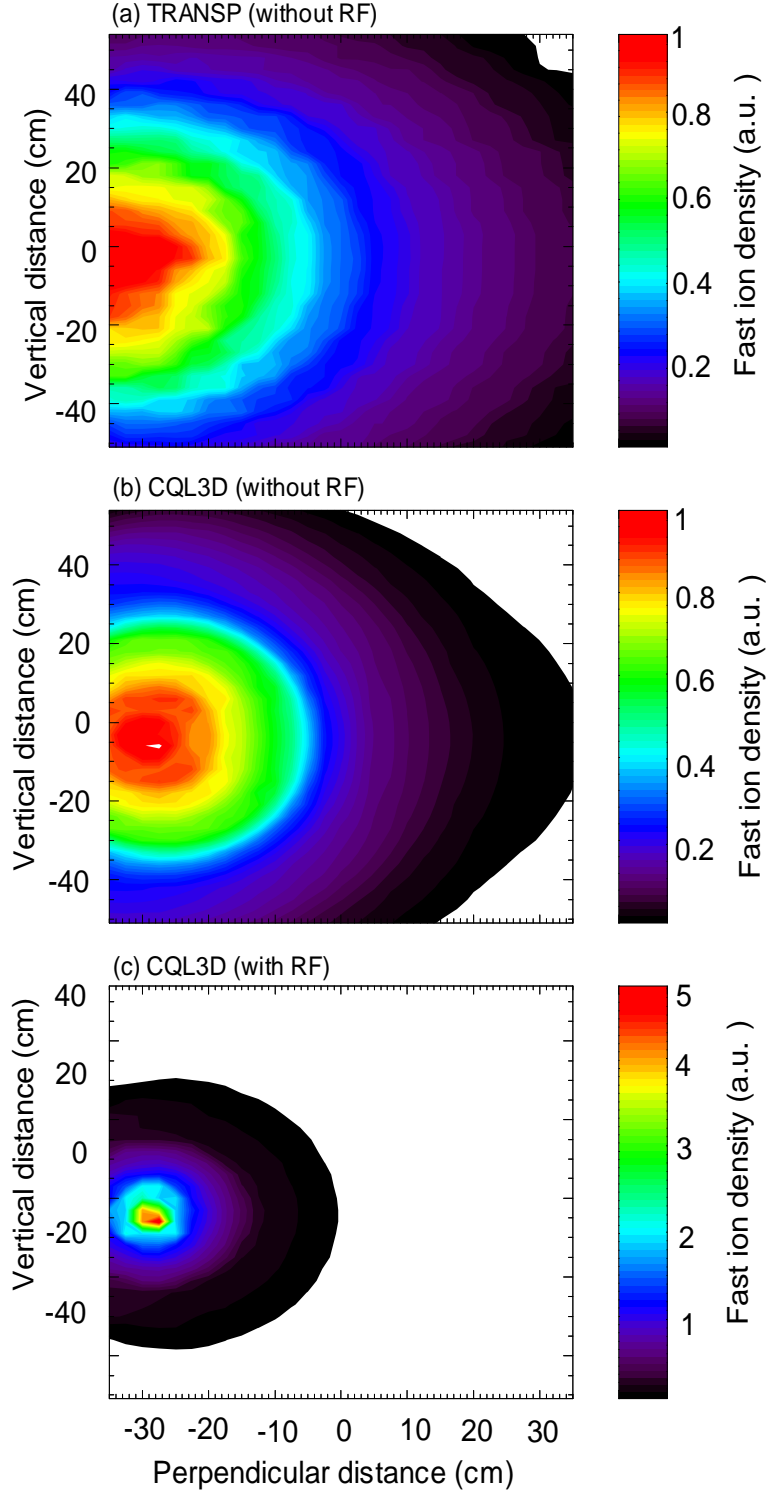 (a) TRANSP (without RF)
40
20
0
-20
-40
Vertical distance (cm)
1
0.8
0.6
0.4
0.2
Fast ion density (a.u. )
(b) CQL3D (without RF)
40
20
0
-20
-40
Vertical distance (cm)
1
0.8
0.6
0.4
0.2
Fast ion density (a.u. )
(c) CQL3D (with RF)
40
20
0
-20
-40
Vertical distance (cm)
5
4
3
2
1
Fast ion density (a.u. )
-30 -20 -10 0 10 20 30
Perpendicular distance (cm)